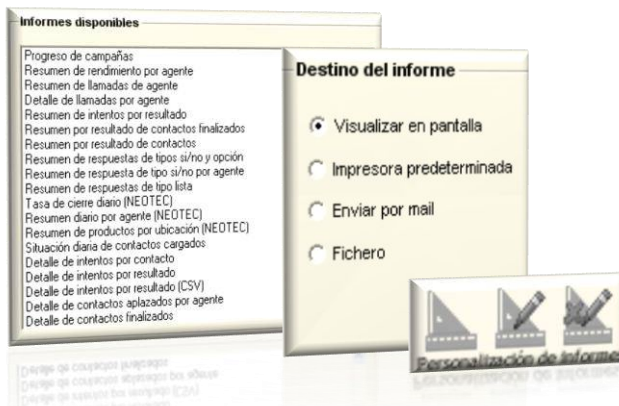 Informes disponibles
Progreso de campañas
Resumen de rendimiento por agente
Resumen de llamadas de agente
Detalle de llamadas por agente
Resumen de intentos por resultado
Resumen por resultado de contactos finalizados
Resumen por resultado de contactos
Resumen de respuestas de tipos si/no y opción
Resumen de respuesta de tipo si/no por agente
Resumen de respuestas de tipo lista
Tasa de cierre diario (NEOTEC)
Resumen diario por agente (NEOTEC)
Resumen de productos por ubicación (NEOTEC)
Situación diaria de contactos cargados
Detalle de intentos por contacto
Detalle de intentos por resultado
Detalle de intentos por resultado (CSV)
Detalle de contactos aplazados por agente
Detalle de contactos finalizados
Destino del informe
Visualizar en pantalla
Impresora predeterminada
Enviar por mail
Fichero
Personalización de informes